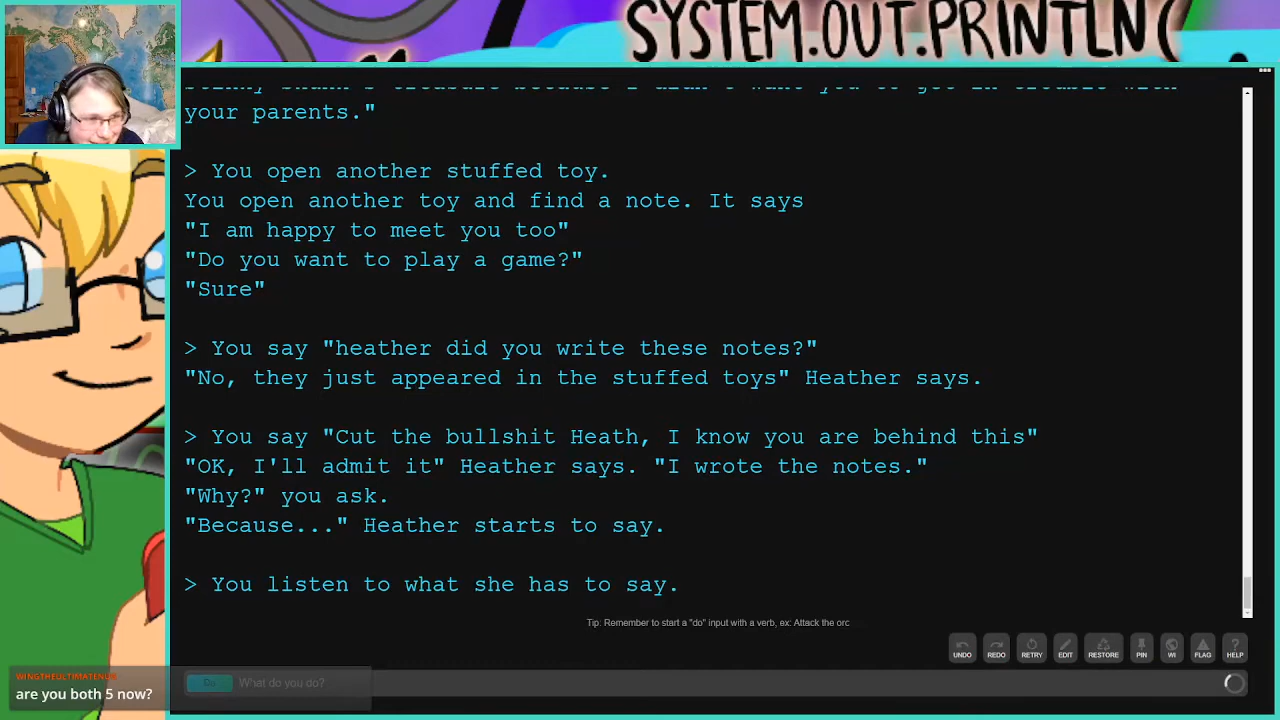 SYSTEM.OUT.PRINTLN(
your parents."
> You open another stuffed toy.
You open another toy and find a note. It says
"I am happy to meet you too"
"Do you want to play a game?"
"Sure"
> You say "heather did you write these notes?"
"No, they just appeared in the stuffed toys" Heather says.
> You say "Cut the bullshit Heath, I know you are behind this"
"OK, I'll admit it" Heather says. "I wrote the notes."
"Why?" you ask.
"Because..." Heather starts to say.
> You listen to what she has to say.
Tip: Remember to start a "do" input with a verb, ex: Attack the orc
UNDO REDO RETRY EDIT RESTORE PIN WI FLAG HELP
Do What do you do?
are you both 5 now?